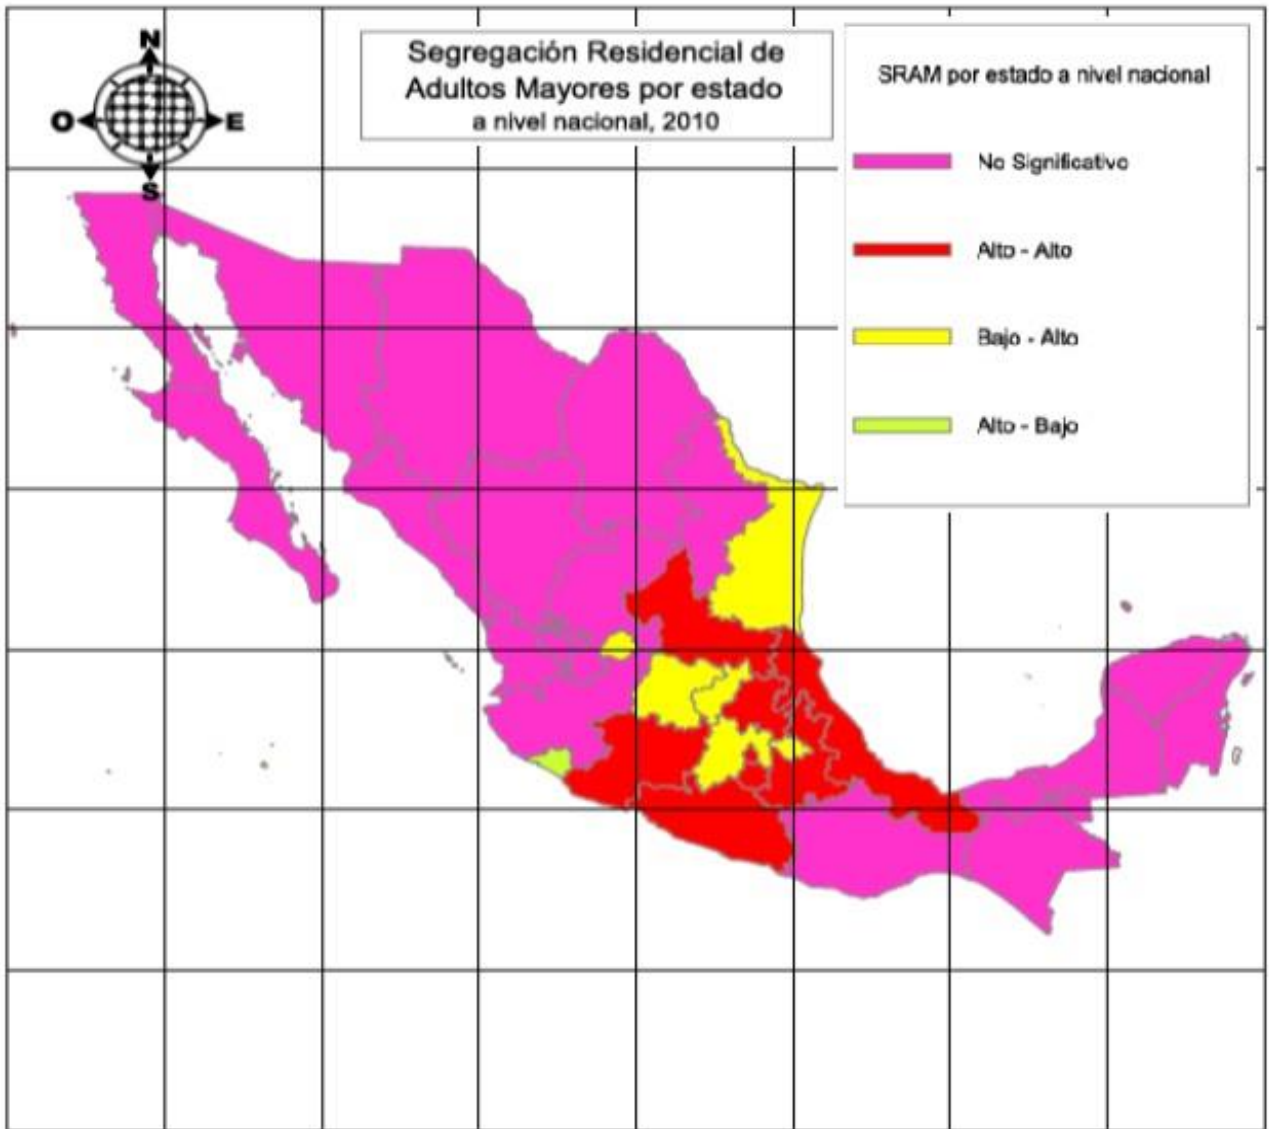 N
O
E
S
Segregación Residencial de
Adultos Mayores por estado
a nivel nacional, 2010
SRAM por estado a nivel nacional
No Significativo
Alto - Alto
Bajo - Alto
Alto - Bajo